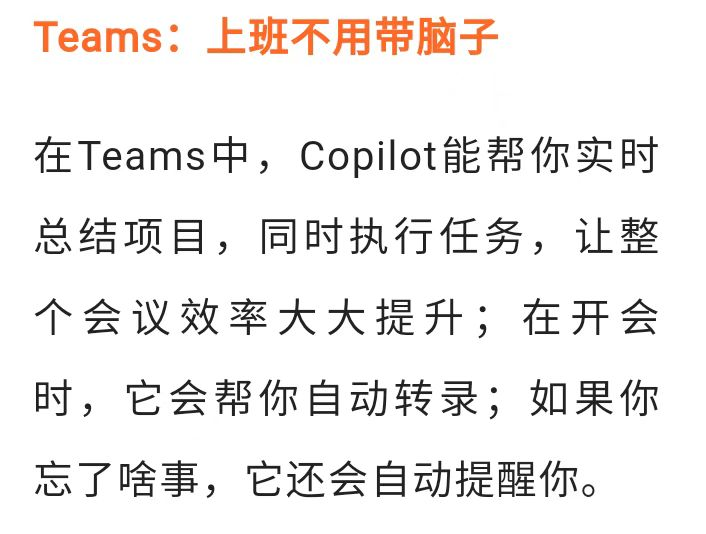 Teams：上班不用带脑子
在Teams中，Copilot能帮你实时
总结项目，同时执行任务，让整
个会议效率大大提升；在开会
时，它会帮你自动转录；如果你
忘了啥事，它还会自动提醒你。